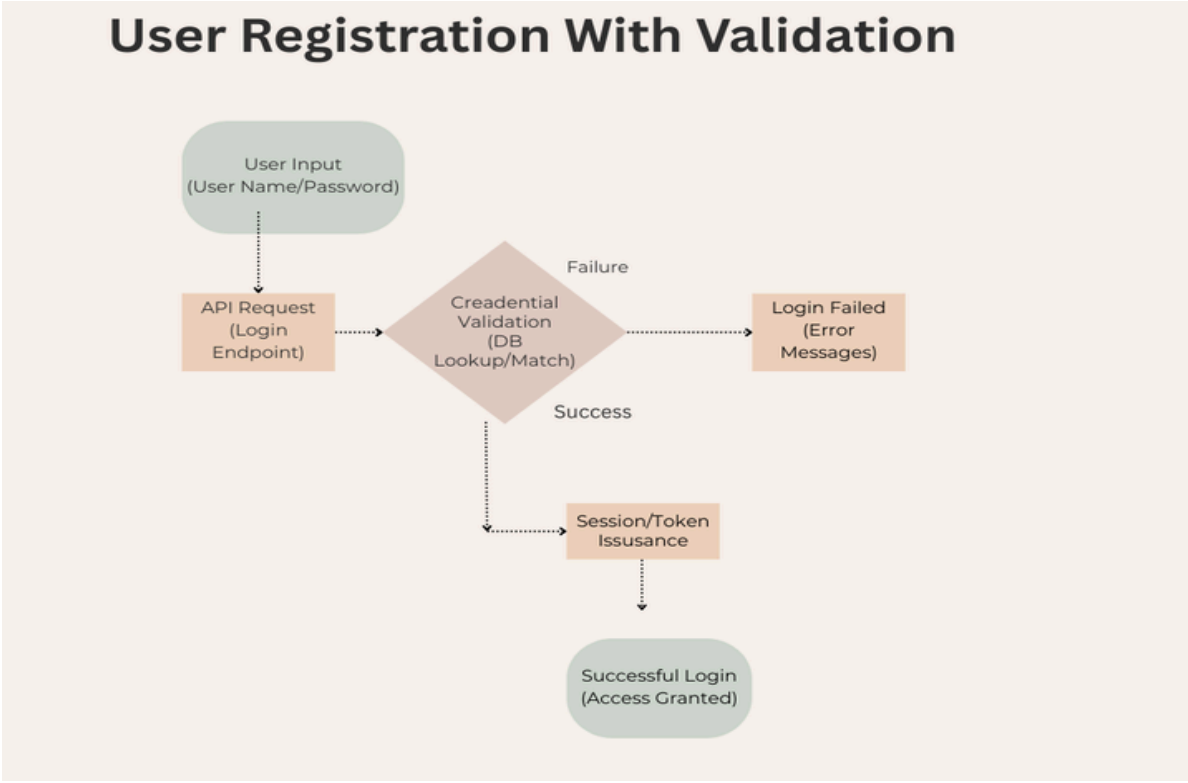 User Registration With Validation
User Input
(User Name/Password)
Failure
API Request
(Login
Endpoint)
Creadential
Validation
(DB
Lookup/Match)
Login Failed
(Error
Messages)
Success
Session/Token
Issusance
Successful Login
(Access Granted)